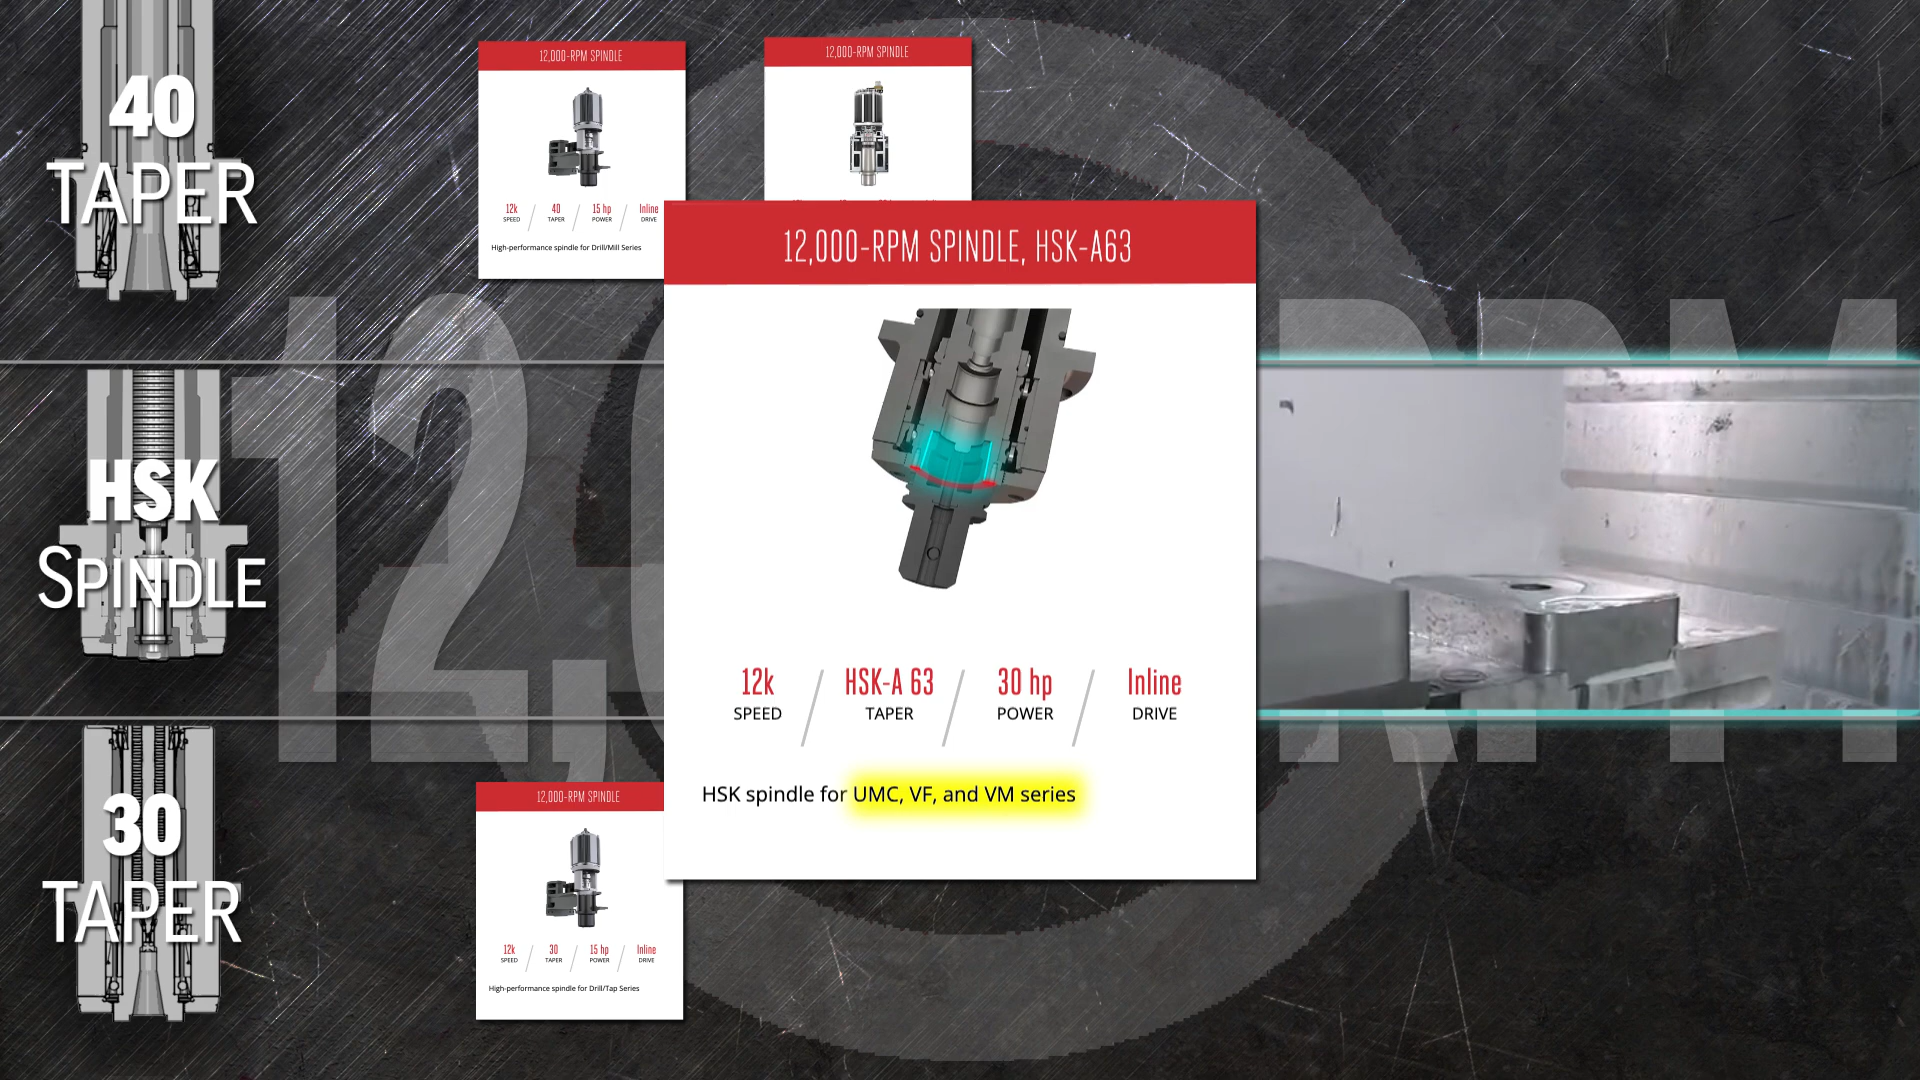 40
TAPER
HSK
SPINDLE
30
TAPER
12,000-RPM SPINDLE
12k
SPEED
40
TAPER
15 hp
POWER
Inline
DRIVE
High-performance spindle for Drill/Mill Series
12,000-RPM SPINDLE
12,000-RPM SPINDLE, HSK-A63
12k
SPEED
HSK-A 63
TAPER
30 hp
POWER
Inline
DRIVE
HSK spindle for UMC, VF, and VM series
12,000-RPM SPINDLE
12k
SPEED
30
TAPER
15 hp
POWER
Inline
DRIVE
High-performance spindle for Drill/Tap Series